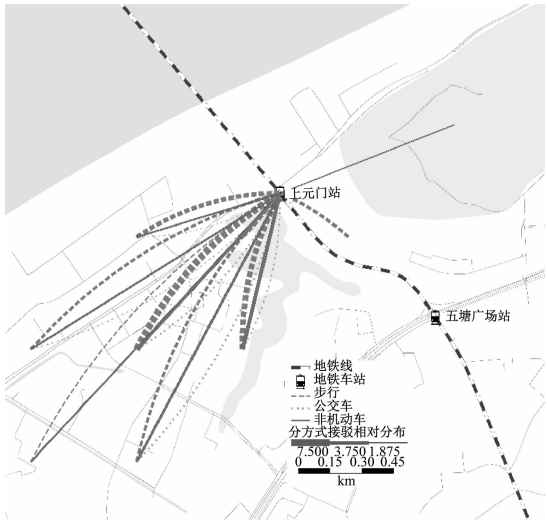 上元门站
五塘广场站
地铁线
地铁车站
步行
公交车
非机动车
分方式接驳相对分布
7.500 3.750 1.875
0 0.15 0.30 0.45
km